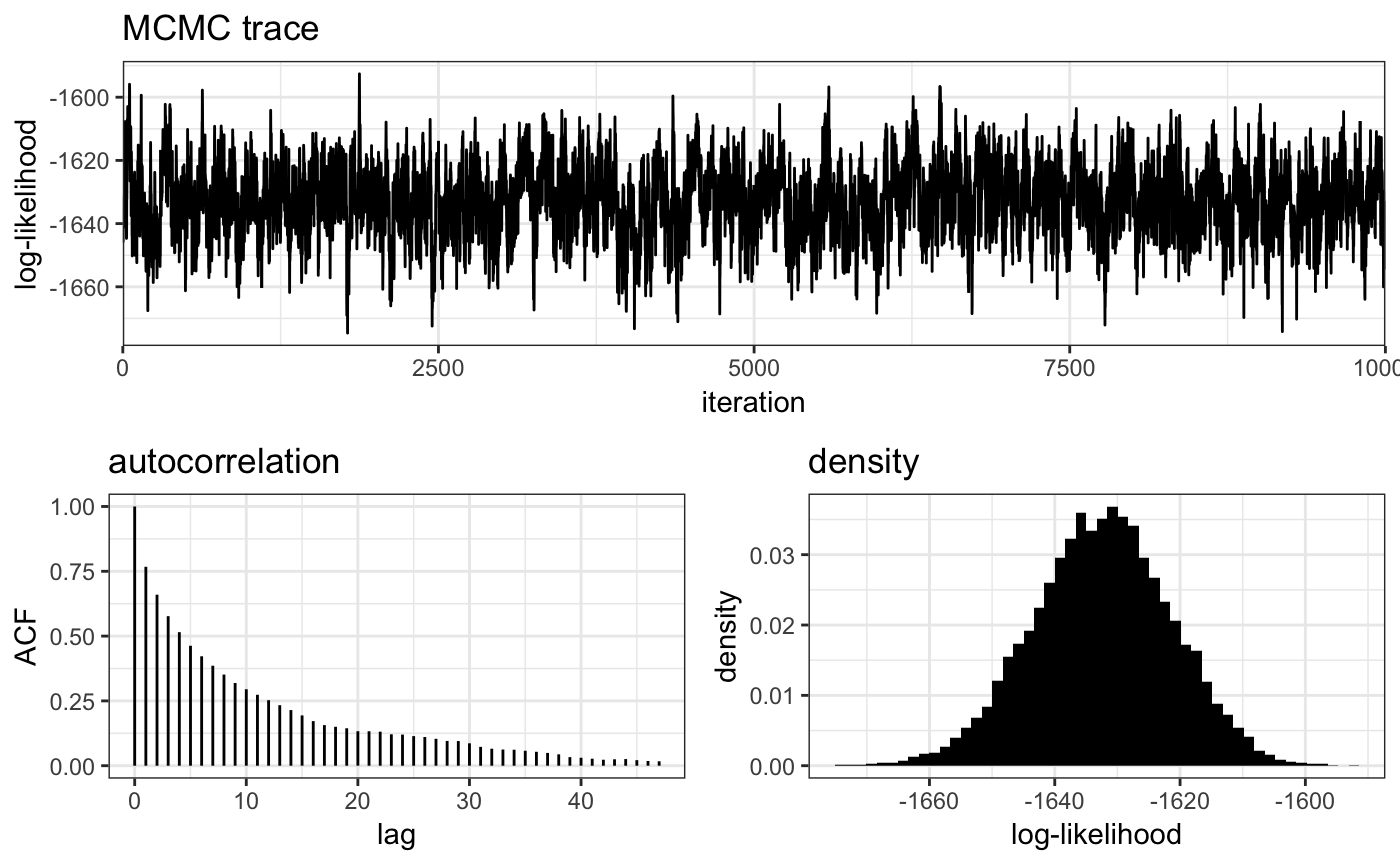 MCMC trace
log-likelihood
-1600
-1620
-1640
-1660
0 2500 5000 7500 1000
iteration
autocorrelation
ACF
1.00
0.75
0.50
0.25
0.00
0 10 20 30 40
lag
density
density
0.03
0.02
0.01
0.00
-1660 -1640 -1620 -1600
log-likelihood